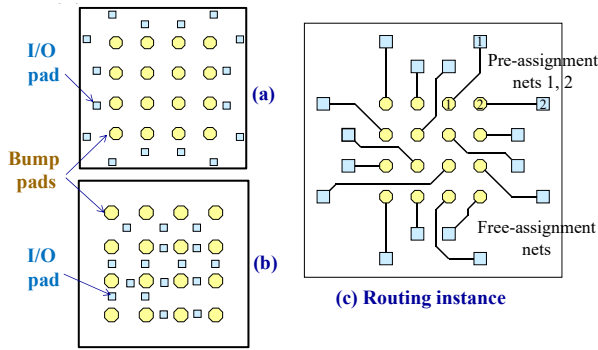 I/O
pad
(a)
Bump
pads
I/O
pad
(b)
1
Pre-assignment
nets 1, 2
1
2
2
Free-assignment
nets
(c) Routing instance